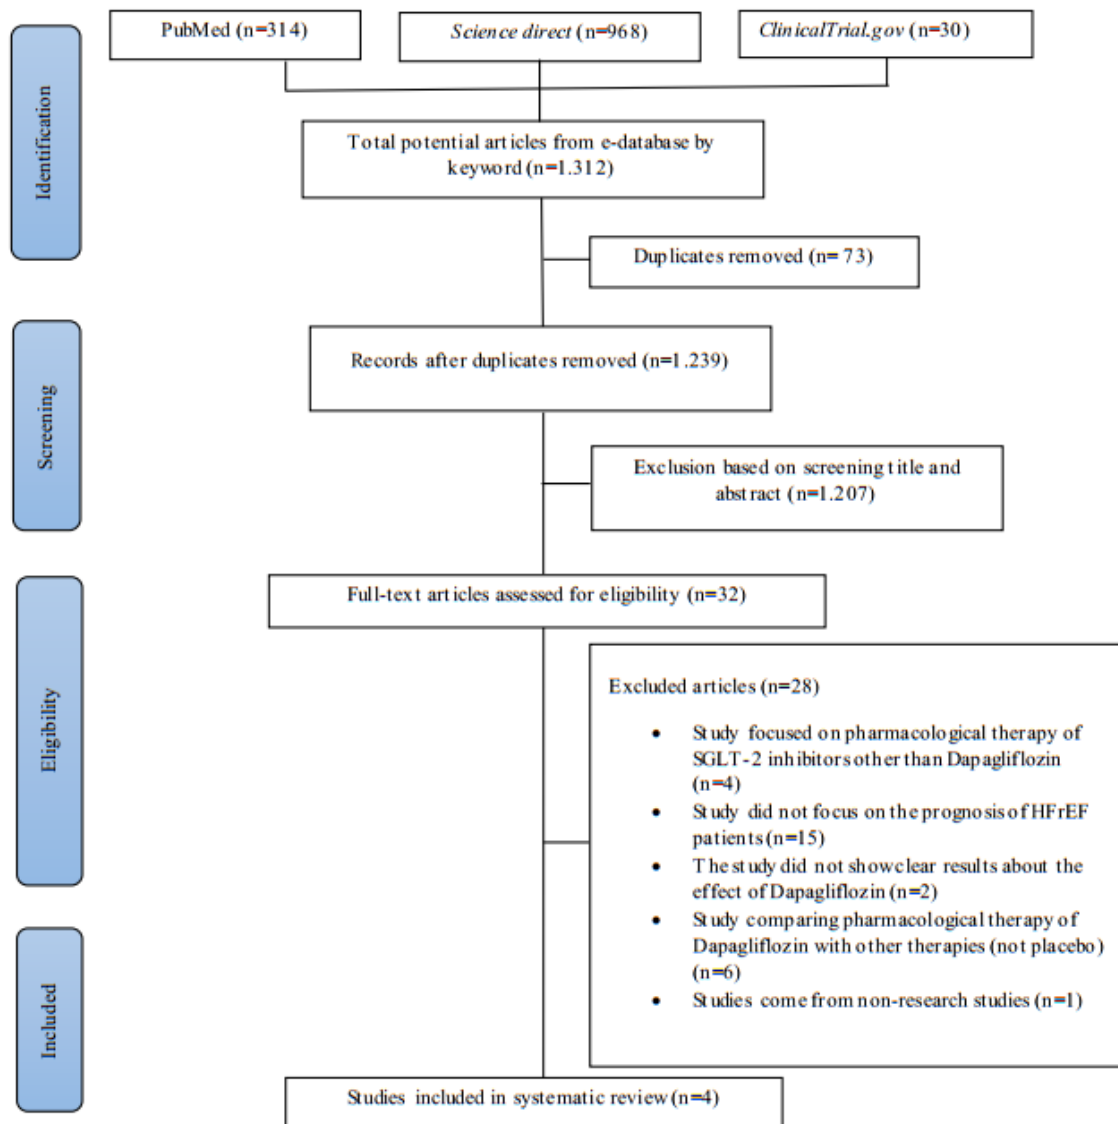 PubMed (n=314)
Science direct (n=968)
ClinicalTrial.gov (n=30)
Identification
Total potential articles from e-database by
keyword (n=1.312)
Duplicates removed (n= 73)
Screening
Records after duplicates removed (n=1.239)
Exclusion based on screening title and
abstract (n=1.207)
Eligibility
Full-text articles assessed for eligibility (n=32)
Excluded articles (n=28)
• Study focused on pharmacological therapy of
SGLT-2 inhibitors other than Dapagliflozin
(n=4)
• Study did not focus on the prognosis of HFrEF
patients (n=15)
• The study did not show clear results about the
effect of Dapagliflozin (n=2)
• Study comparing pharmacological therapy of
Dapagliflozin with other therapies (not placebo)
(n=6)
• Studies come from non-research studies (n=1)
Included
Studies included in systematic review (n=4)